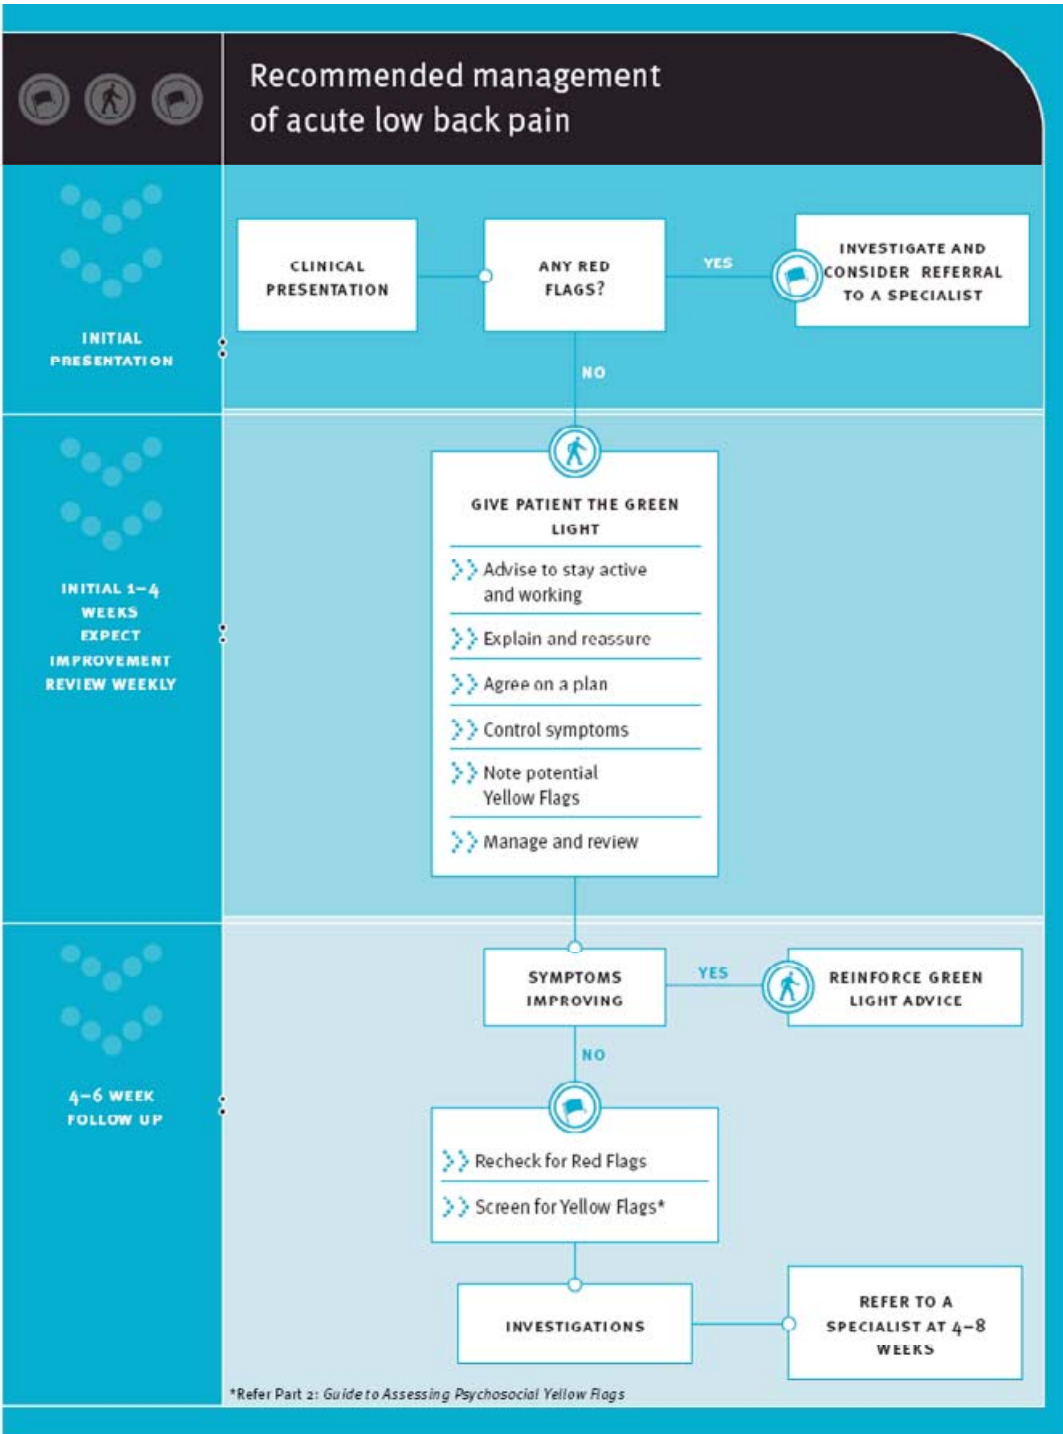 Recommended management
of acute low back pain
INITIAL
PRESENTATION
CLINICAL
PRESENTATION
ANY RED
FLAGS?
YES
INVESTIGATE AND
CONSIDER REFERRAL
TO A SPECIALIST
NO
INITIAL 1–4
WEEKS
EXPECT
IMPROVEMENT
REVIEW WEEKLY
GIVE PATIENT THE GREEN
LIGHT
Advise to stay active
and working
Explain and reassure
Agree on a plan
Control symptoms
Note potential
Yellow Flags
Manage and review
4–6 WEEK
FOLLOW UP
SYMPTOMS
IMPROVING
YES
REINFORCE GREEN
LIGHT ADVICE
NO
Recheck for Red Flags
Screen for Yellow Flags*
INVESTIGATIONS
REFER TO A
SPECIALIST AT 4–8
WEEKS
*Refer Part 2: Guide to Assessing Psychosocial Yellow Flags